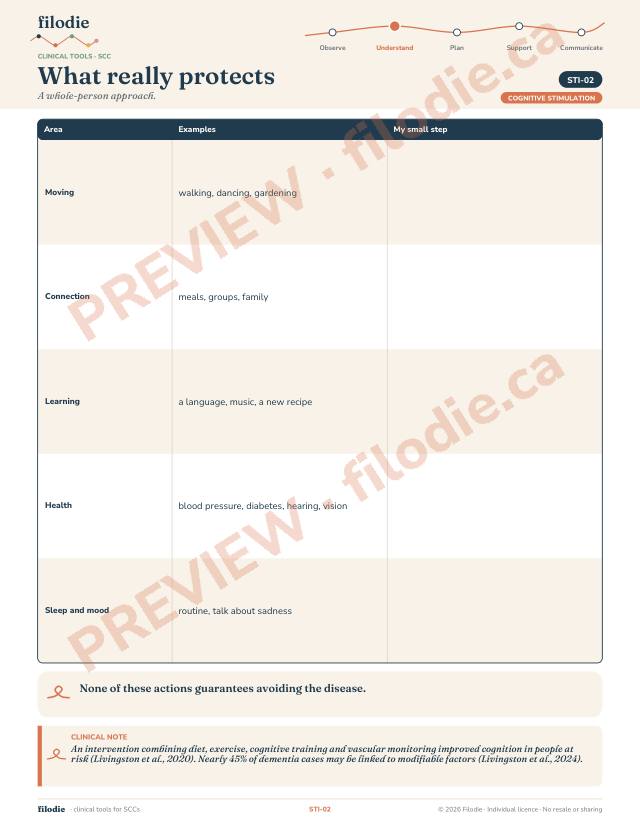 filodie
CLINICAL TOOLS · SCC
Observe Understand Plan Support Communicate
What really protects
A whole-person approach.
STI-02
COGNITIVE STIMULATION
Area Examples My small step
Moving walking, dancing, gardening
Connection meals, groups, family
Learning a language, music, a new recipe
Health blood pressure, diabetes, hearing, vision
Sleep and mood routine, talk about sadness
PREVIEW · filodie.ca
PREVIEW · filodie.ca
None of these actions guarantees avoiding the disease.
CLINICAL NOTE
An intervention combining diet, exercise, cognitive training and vascular monitoring improved cognition in people at
risk (Livingston et al., 2020). Nearly 45% of dementia cases may be linked to modifiable factors (Livingston et al., 2024).
filodie · clinical tools for SCCs STI-02 © 2026 Filodie · Individual licence · No resale or sharing